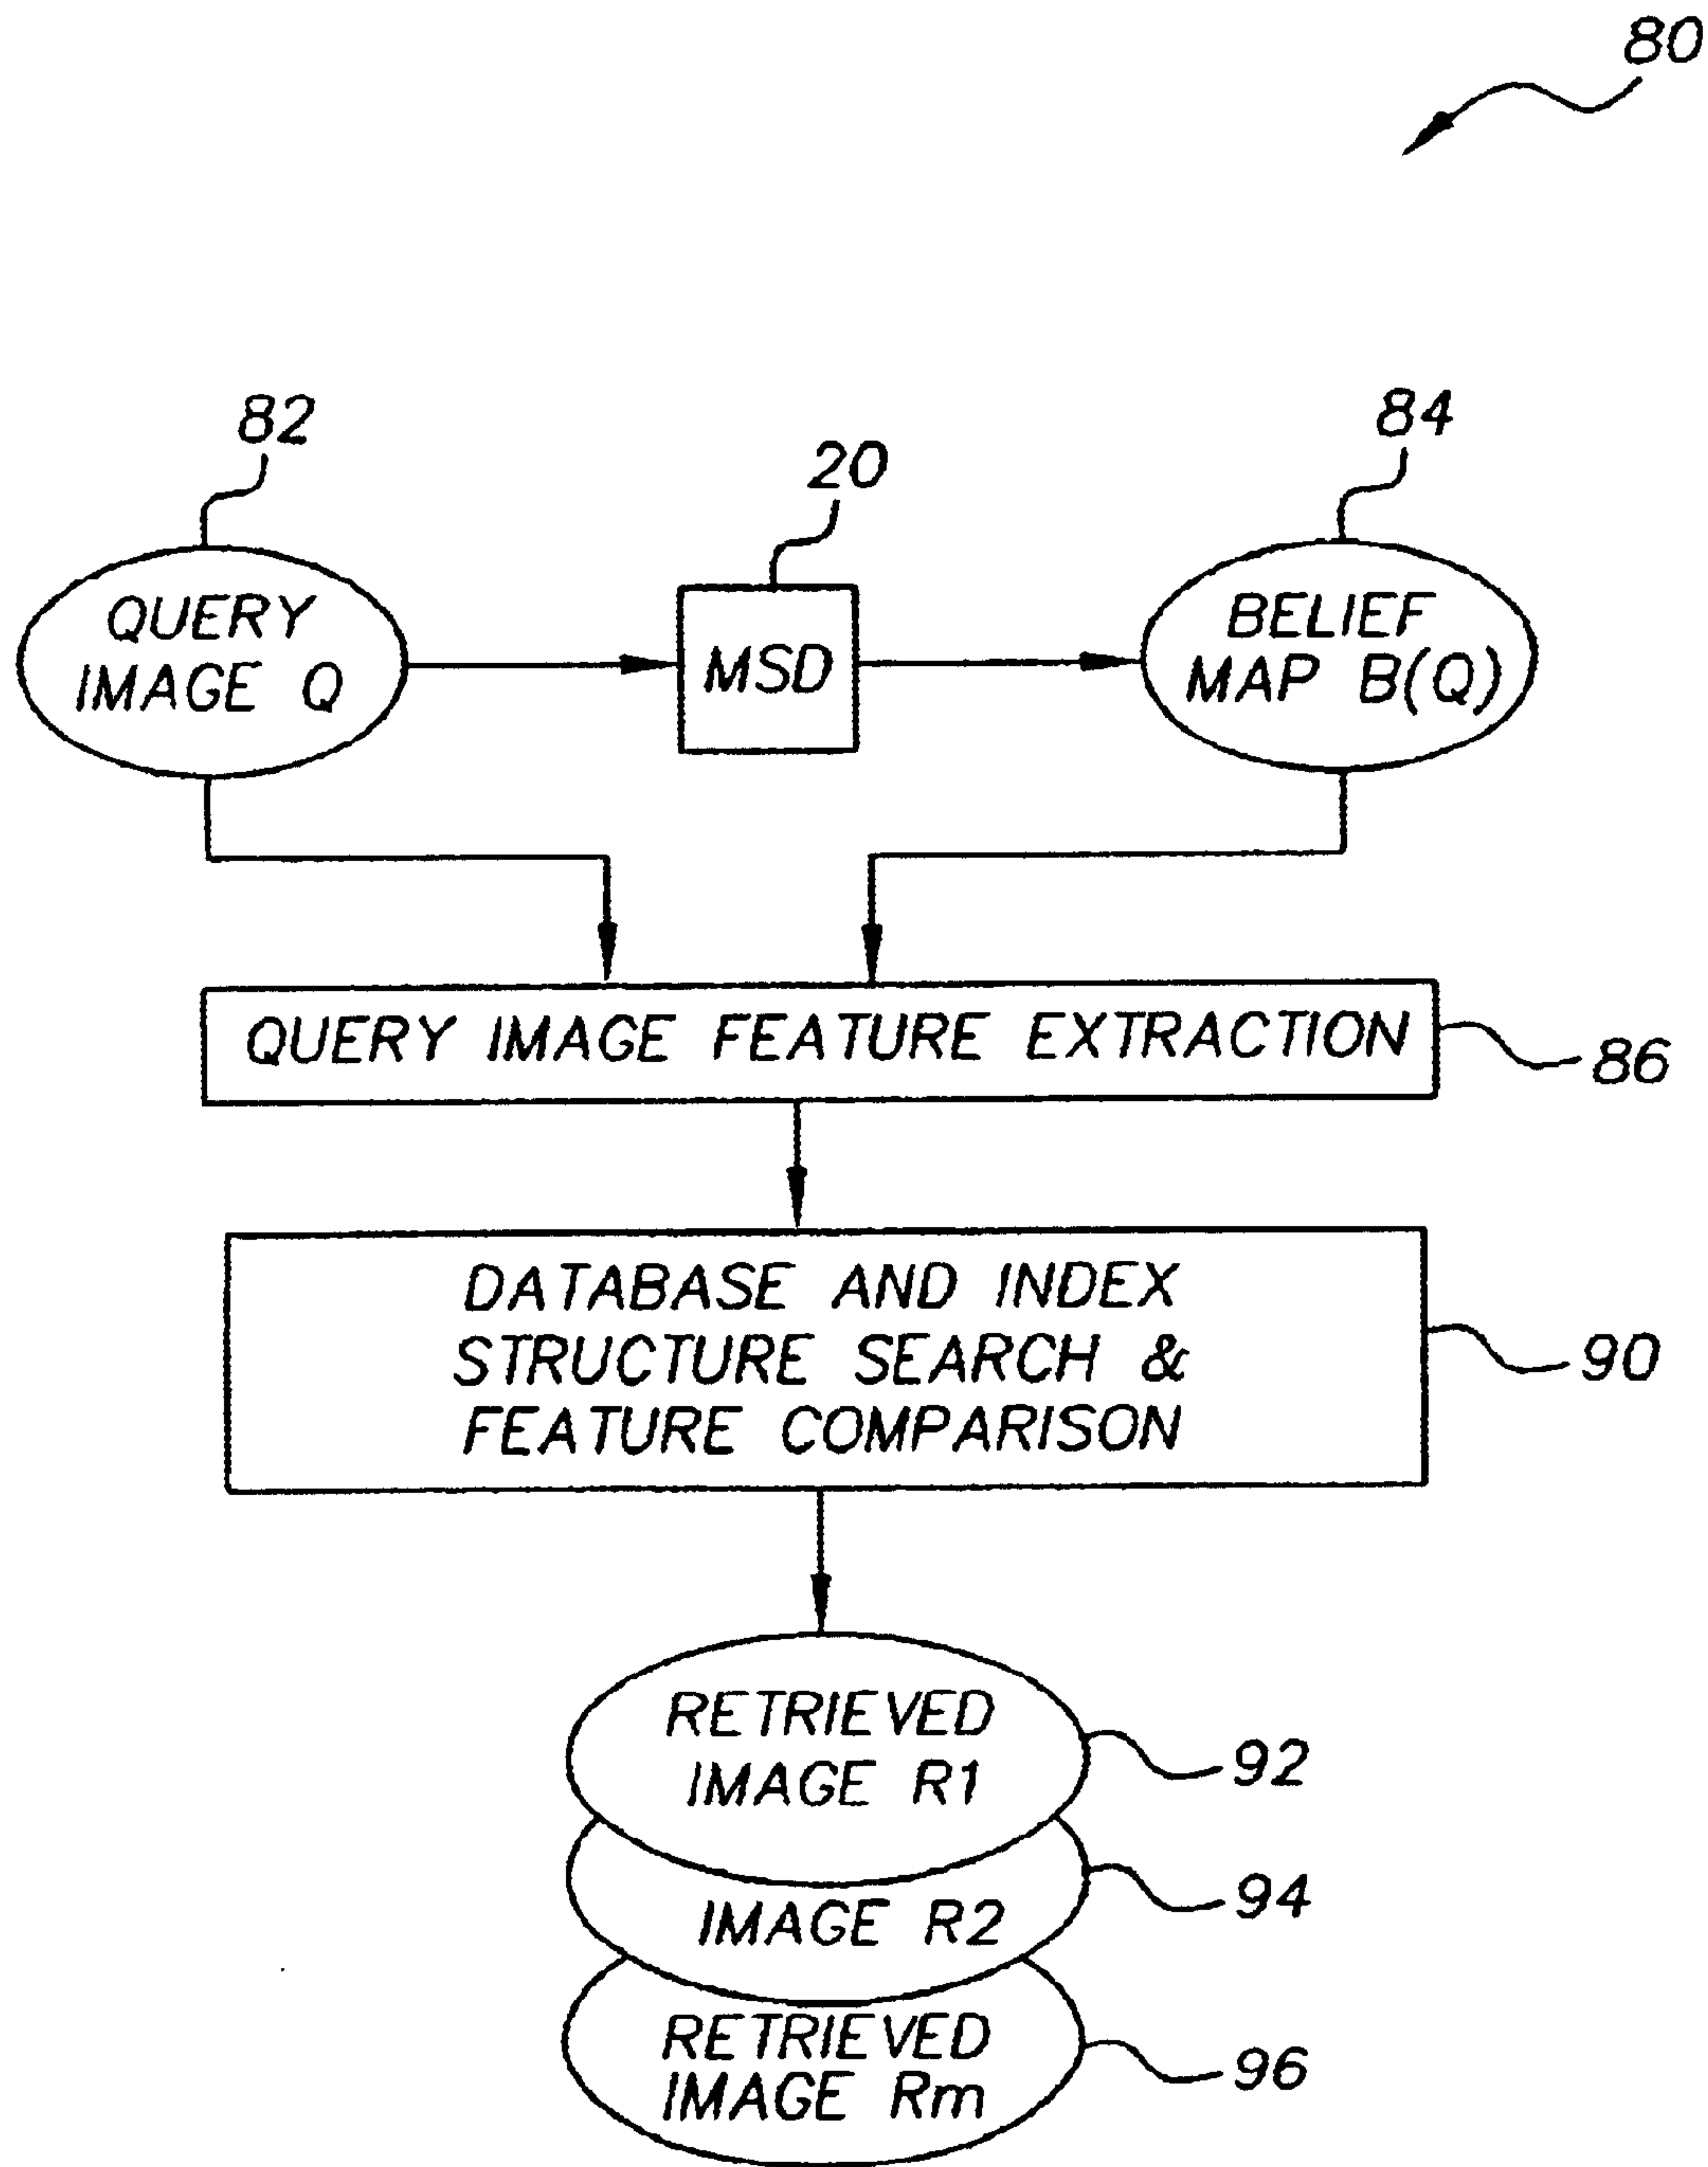 80
82
20
84
QUERY
IMAGE Q
MSD
BELIEF
MAP B(Q)
QUERY IMAGE FEATURE EXTRACTION
86
DATABASE AND INDEX
STRUCTURE SEARCH &
FEATURE COMPARISON
90
RETRIEVED
IMAGE R1
92
IMAGE R2
94
RETRIEVED
IMAGE Rm
96